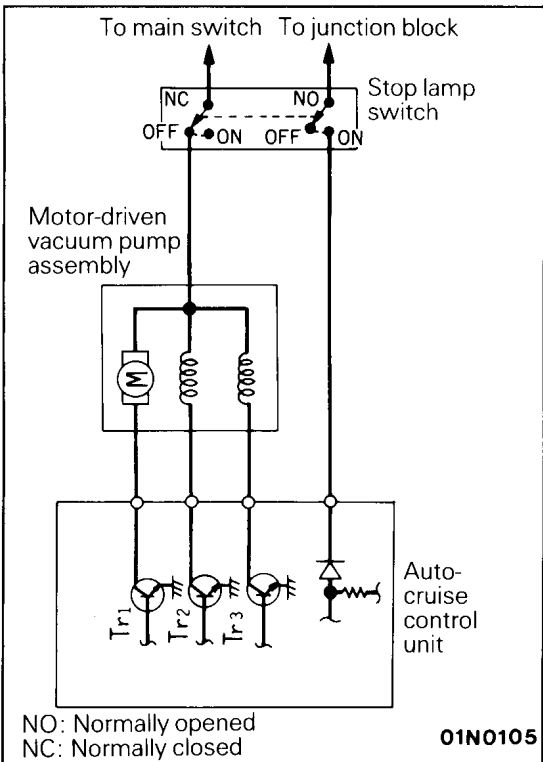 To main switch To junction block
NC NO Stop lamp
switch
OFF ON OFF ON
Motor-driven
vacuum pump
assembly
M
Tr1 Tr2 Tr3
Auto-
cruise
control
unit
NO: Normally opened
NC: Normally closed
01N0105